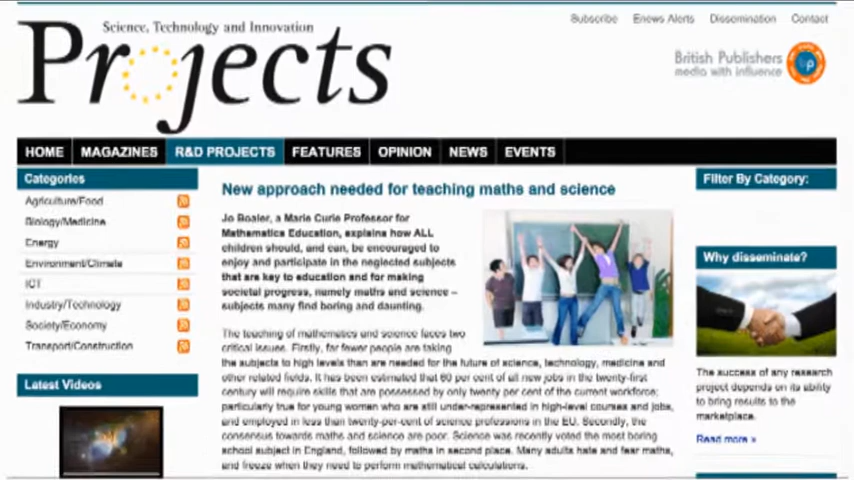 Science, Technology and Innovation
Projects
Subscribe Enews Alerts Dissemination Contact
British Publishers
media with influence
HOME MAGAZINES R&D PROJECTS FEATURES OPINION NEWS EVENTS
Categories
Agriculture/Food
Biology/Medicine
Energy
Environment/Climate
ICT
Industry/Technology
Society/Economy
Transport/Construction
Latest Videos
New approach needed for teaching maths and science
Jo Boaler, a Marie Curie Professor for
Mathematics Education, explains how ALL
children should, and can, be encouraged to
enjoy and participate in the neglected subjects
that are key to education and for making
societal progress, namely maths and science –
subjects many find boring and daunting.
The teaching of mathematics and science faces two
critical issues. Firstly, far fewer people are taking
the subjects to high levels than are needed for the future of science, technology, medicine and
other related fields. It has been estimated that 60 per cent of all new jobs in the twenty-first
century will require skills that are possessed by only twenty per cent of the current workforce;
particularly true for young women who are still under-represented in high-level courses and jobs,
and employed in less than twenty-per-cent of science professions in the EU. Secondly, the
consensus towards maths and science are poor. Science was recently voted the most boring
school subject in England, followed by maths in second place. Many adults hate and fear maths,
and freeze when they need to perform mathematical calculations.
Filter By Category:
Why disseminate?
The success of any research
project depends on its ability
to bring results to the
marketplace.
Read more »